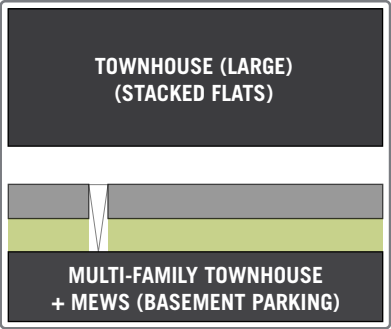 TOWNHOUSE (LARGE)
(STACKED FLATS)
MULTI-FAMILY TOWNHOUSE
+ MEWS (BASEMENT PARKING)